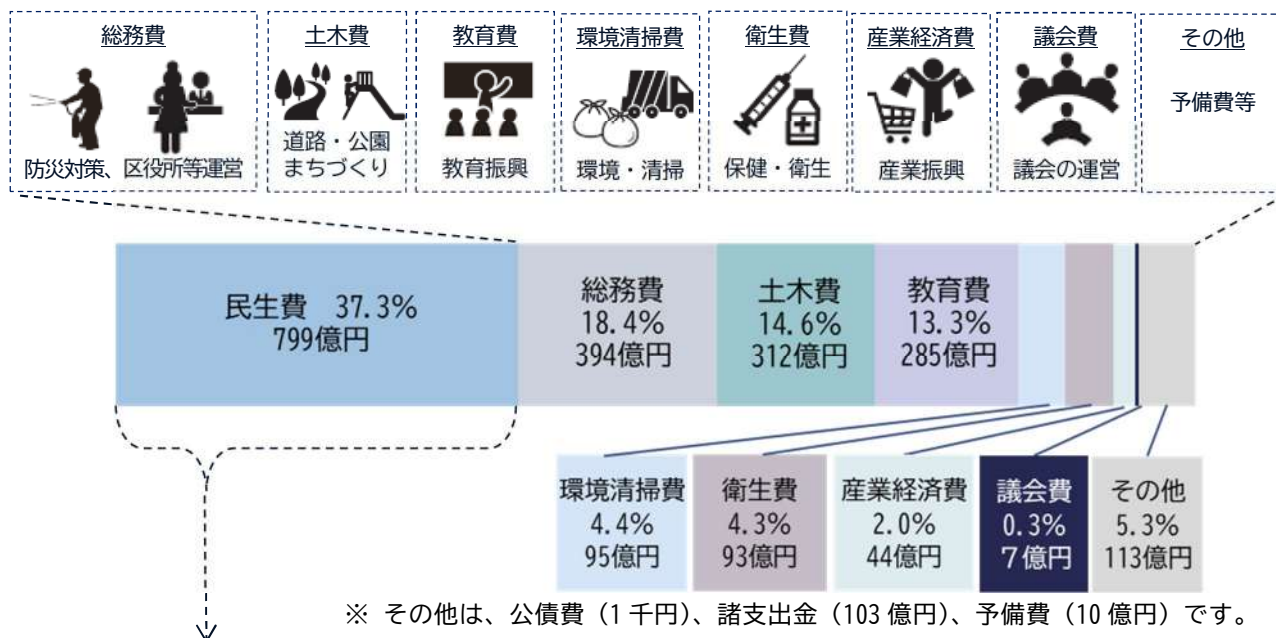 総務費
防災対策、区役所等運営
土木費
道路・公園
まちづくり
教育費
教育振興
環境清掃費
環境・清掃
衛生費
保健・衛生
産業経済費
産業振興
議会費
議会の運営
その他
予備費等
民生費 37.3%
799億円
総務費
18.4%
394億円
土木費
14.6%
312億円
教育費
13.3%
285億円
環境清掃費
4.4%
95億円
衛生費
4.3%
93億円
産業経済費
2.0%
44億円
議会費
0.3%
7億円
その他
5.3%
113億円
※ その他は、公債費（1千円）、諸支出金（103億円）、予備費（10億円）です。